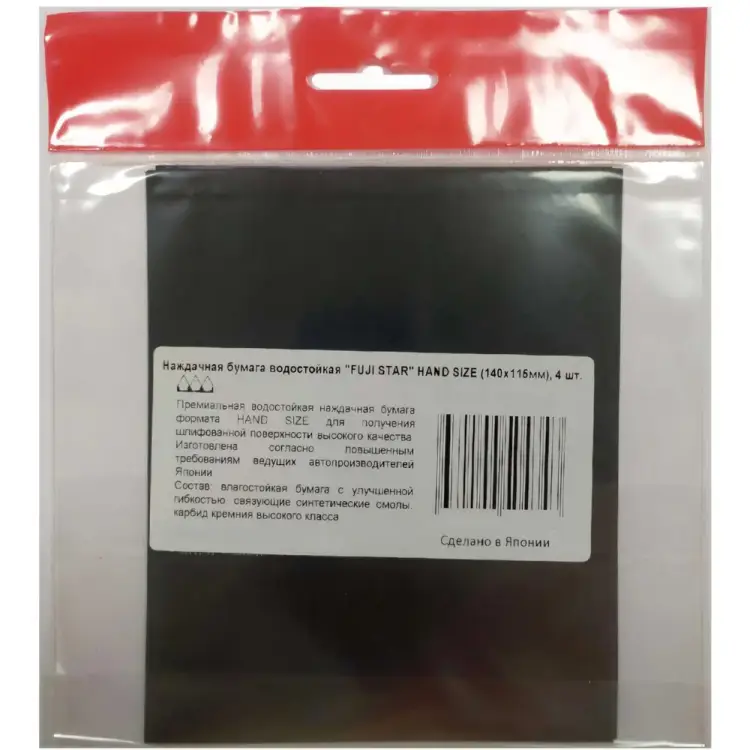 Наждачная бумага водостойкая "FUJI STAR" HAND SIZE (140х115мм), 4 шт.
Премиальная водостойкая наждачная бумага
формата HAND SIZE для получения
шлифованной поверхности высокого качества
Изготовлена согласно повышенным
требованиям ведущих автопроизводителей
Японии
Состав: влагостойкая бумага с улучшенной
гибкостью связующие синтетические смолы.
карбид кремния высокого класса
Сделано в Японии